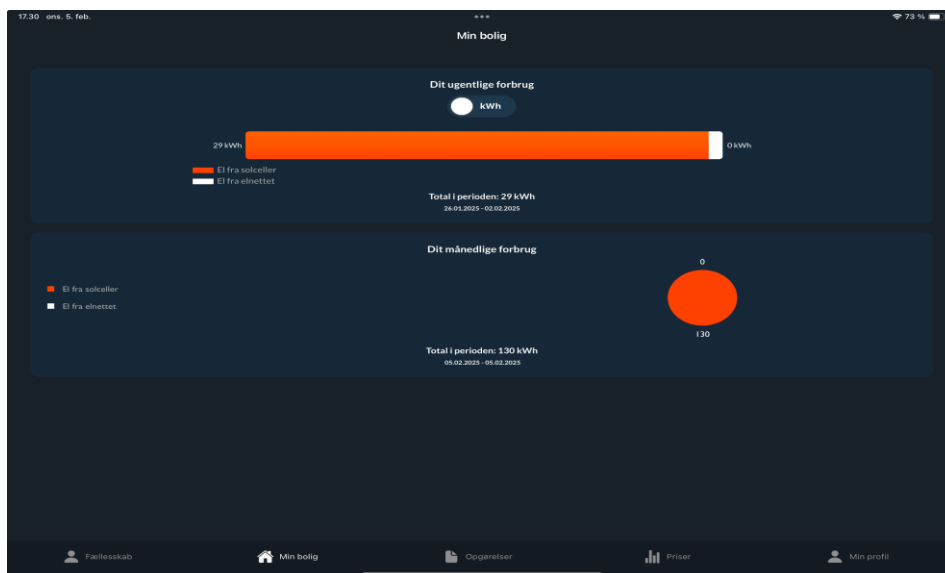 17.30 ons. 5. feb.
73 %
Min bolig
Dit ugentlige forbrug
kWh
29 kWh
0 kWh
El fra solceller
El fra elnettet
Total i perioden: 29 kWh
26.01.2025 - 02.02.2025
Dit månedlige forbrug
0
El fra solceller
El fra elnettet
130
Total i perioden: 130 kWh
05.02.2025 - 05.02.2025
Fællesskab
Min bolig
Opgørelser
Priser
Min profil